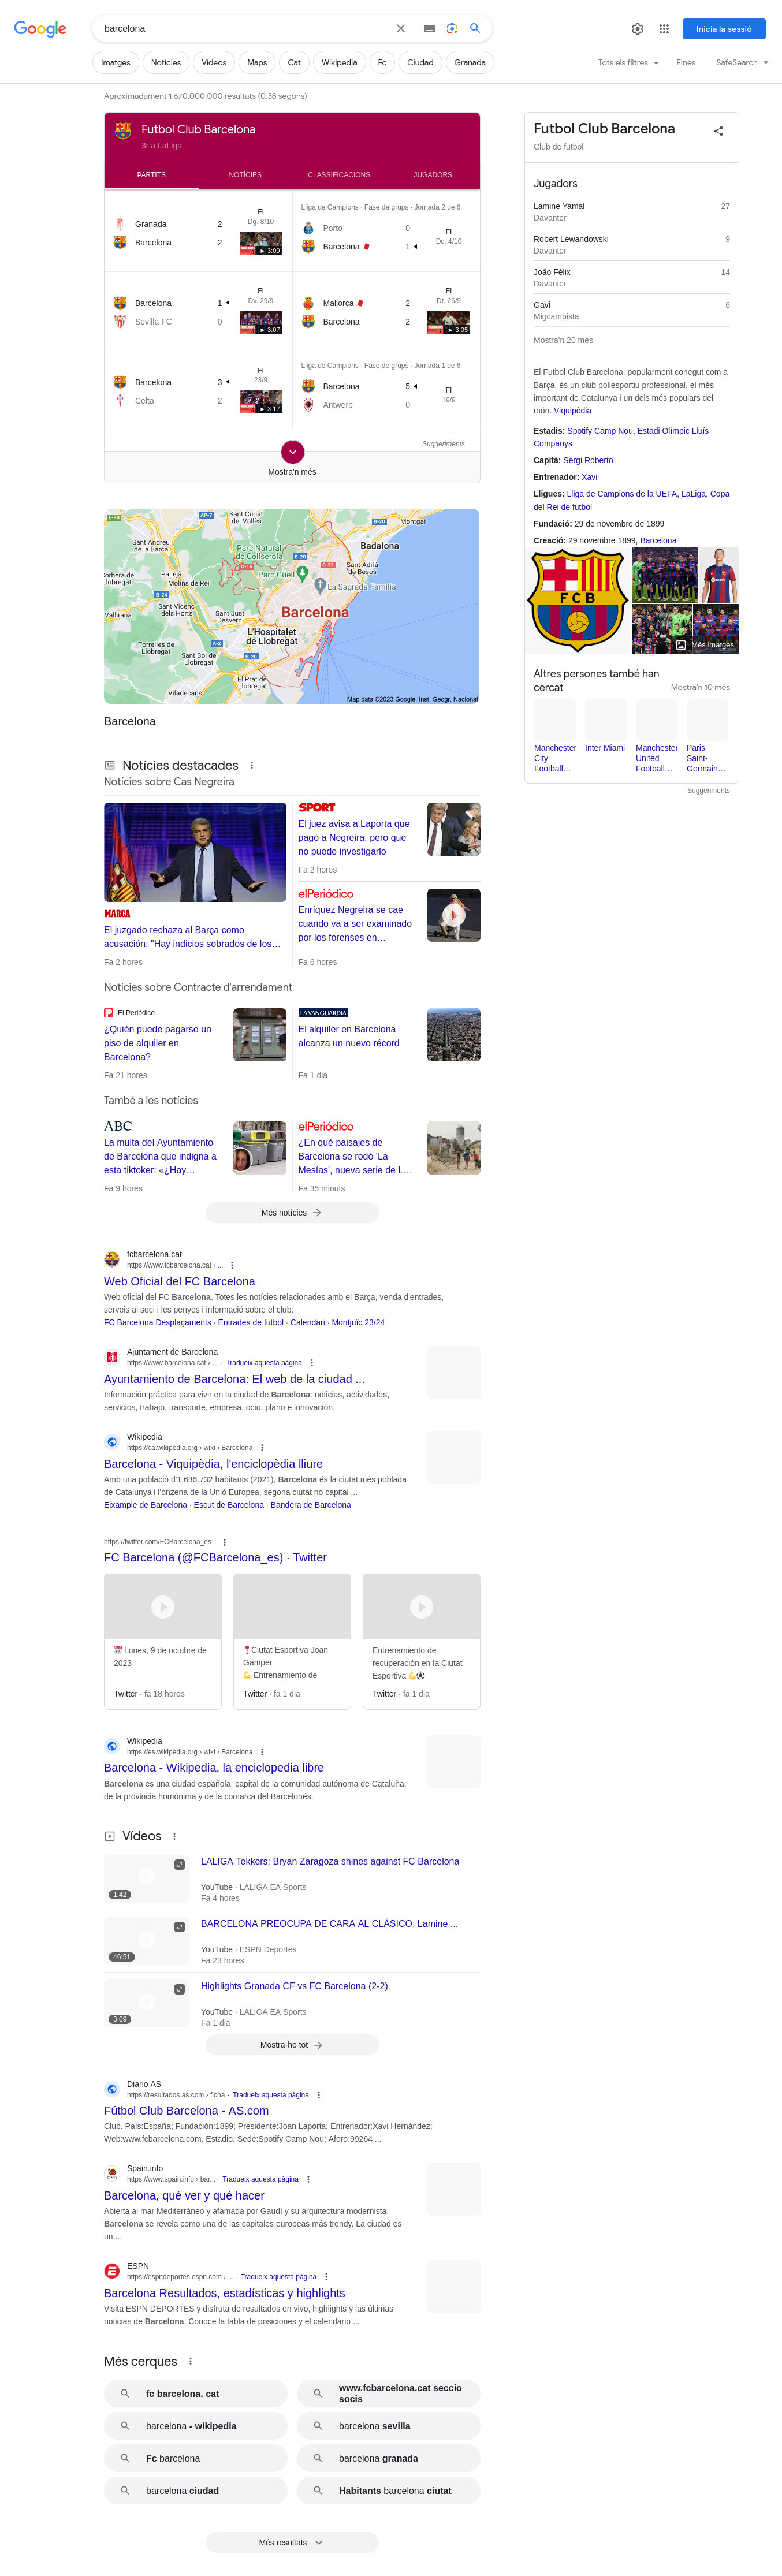 Google
barcelona
Inicia la sessió
Imatges
Notícies
Vídeos
Maps
Cat
Wikipedia
Fc
Ciudad
Granada
Tots els filtres
Eines
SafeSearch
Aproximadament 1.670.000.000 resultats (0,38 segons)
Futbol Club Barcelona
3r a LaLiga
PARTITS
NOTÍCIES
CLASSIFICACIONS
JUGADORS
Granada 2
Barcelona 2
FI
Dg. 8/10
3:09
Lliga de Campions · Fase de grups · Jornada 2 de 6
Porto 0
Barcelona 1
FI
Dc. 4/10
Barcelona 1
Sevilla FC 0
FI
Dv. 29/9
3:07
Mallorca 2
Barcelona 2
FI
Dt. 26/9
3:05
Barcelona 3
Celta 2
FI
23/9
3:17
Lliga de Campions · Fase de grups · Jornada 1 de 6
Barcelona 5
Antwerp 0
FI
19/9
Suggeriments
Mostra'n més
E-90
Sant Cugat del Vallès
AP-7
Montcada i Reixac
Montgat
B-20
Sant Andreu de la Barca
Parc Natural de Collserola
Badalona
B-20
Corbera de Llobregat
Molins de Rei
Parc Güell
Sant Adrià de Besòs
B-24
La Sagrada Família
Vallirana
Sant Vicenç dels Horts
Barcelona
A-2
L'Hospitalet de Llobregat
Torrelles de Llobregat
Sant Boi de Llobregat
El Prat de Llobregat
Viladecans
Map data ©2023 Google, Inst. Geogr. Nacional
Barcelona
Notícies destacades
Notícies sobre Cas Negreira
MARCA
El juzgado rechaza al Barça como
acusación: "Hay indicios sobrados de los…
Fa 2 hores
SPORT
El juez avisa a Laporta que
pagó a Negreira, pero que
no puede investigarlo
Fa 2 hores
elPeriódico
Enríquez Negreira se cae
cuando va a ser examinado
por los forenses en…
Fa 6 hores
Notícies sobre Contracte d'arrendament
El Periódico
¿Quién puede pagarse un
piso de alquiler en
Barcelona?
Fa 21 hores
LA VANGUARDIA
El alquiler en Barcelona
alcanza un nuevo récord
Fa 1 dia
També a les notícies
ABC
La multa del Ayuntamiento
de Barcelona que indigna a
esta tiktoker: «¿Hay…
Fa 9 hores
elPeriódico
¿En qué paisajes de
Barcelona se rodó 'La
Mesías', nueva serie de L…
Fa 35 minuts
Més notícies
fcbarcelona.cat
https://www.fcbarcelona.cat › ...
Web Oficial del FC Barcelona
Web oficial del FC Barcelona. Totes les notícies relacionades amb el Barça, venda d'entrades,
serveis al soci i les penyes i informació sobre el club.
FC Barcelona Desplaçaments · Entrades de futbol · Calendari · Montjuïc 23/24
Ajuntament de Barcelona
https://www.barcelona.cat › ... · Tradueix aquesta pàgina
Ayuntamiento de Barcelona: El web de la ciudad ...
Información práctica para vivir en la ciudad de Barcelona: noticias, actividades,
servicios, trabajo, transporte, empresa, ocio, plano e innovación.
Wikipedia
https://ca.wikipedia.org › wiki › Barcelona
Barcelona - Viquipèdia, l'enciclopèdia lliure
Amb una població d'1.636.732 habitants (2021), Barcelona és la ciutat més poblada
de Catalunya i l'onzena de la Unió Europea, segona ciutat no capital ...
Eixample de Barcelona · Escut de Barcelona · Bandera de Barcelona
https://twitter.com/FCBarcelona_es
FC Barcelona (@FCBarcelona_es) · Twitter
📅 Lunes, 9 de octubre de
2023
Twitter · fa 18 hores
📍Ciutat Esportiva Joan
Gamper
💪 Entrenamiento de
Twitter · fa 1 dia
Entrenamiento de
recuperación en la Ciutat
Esportiva 💪⚽
Twitter · fa 1 dia
Wikipedia
https://es.wikipedia.org › wiki › Barcelona
Barcelona - Wikipedia, la enciclopedia libre
Barcelona es una ciudad española, capital de la comunidad autónoma de Cataluña,
de la provincia homónima y de la comarca del Barcelonés.
Vídeos
1:42
LALIGA Tekkers: Bryan Zaragoza shines against FC Barcelona
YouTube · LALIGA EA Sports
Fa 4 hores
46:51
BARCELONA PREOCUPA DE CARA AL CLÁSICO. Lamine ...
YouTube · ESPN Deportes
Fa 23 hores
3:09
Highlights Granada CF vs FC Barcelona (2-2)
YouTube · LALIGA EA Sports
Fa 1 dia
Mostra-ho tot
Diario AS
https://resultados.as.com › ficha · Tradueix aquesta pàgina
Fútbol Club Barcelona - AS.com
Club. País:España; Fundación:1899; Presidente:Joan Laporta; Entrenador:Xavi Hernández;
Web:www.fcbarcelona.com. Estadio. Sede:Spotify Camp Nou; Aforo:99264 ...
Spain.info
https://www.spain.info › bar... · Tradueix aquesta pàgina
Barcelona, qué ver y qué hacer
Abierta al mar Mediterráneo y afamada por Gaudí y su arquitectura modernista,
Barcelona se revela como una de las capitales europeas más trendy. La ciudad es
un ...
ESPN
https://espndeportes.espn.com › ... · Tradueix aquesta pàgina
Barcelona Resultados, estadísticas y highlights
Visita ESPN DEPORTES y disfruta de resultados en vivo, highlights y las últimas
noticias de Barcelona. Conoce la tabla de posiciones y el calendario ...
Més cerques
fc barcelona. cat
www.fcbarcelona.cat seccio
socis
barcelona - wikipedia
barcelona sevilla
Fc barcelona
barcelona granada
barcelona ciudad
Habitants barcelona ciutat
Més resultats
Futbol Club Barcelona
Club de futbol
Jugadors
Lamine Yamal 27
Davanter
Robert Lewandowski 9
Davanter
João Félix 14
Davanter
Gavi 6
Migcampista
Mostra'n 20 més
El Futbol Club Barcelona, popularment conegut com a
Barça, és un club poliesportiu professional, el més
important de Catalunya i un dels més populars del
món. Viquipèdia
Estadis: Spotify Camp Nou, Estadi Olímpic Lluís
Companys
Capità: Sergi Roberto
Entrenador: Xavi
Lligues: Lliga de Campions de la UEFA, LaLiga, Copa
del Rei de futbol
Fundació: 29 de novembre de 1899
Creació: 29 novembre 1899, Barcelona
FCB
Més imatges
Altres persones també han
cercat
Mostra'n 10 més
Manchester
City
Football…
Inter Miami
Manchester
United
Football…
Paris
Saint-
Germain…
Suggeriments